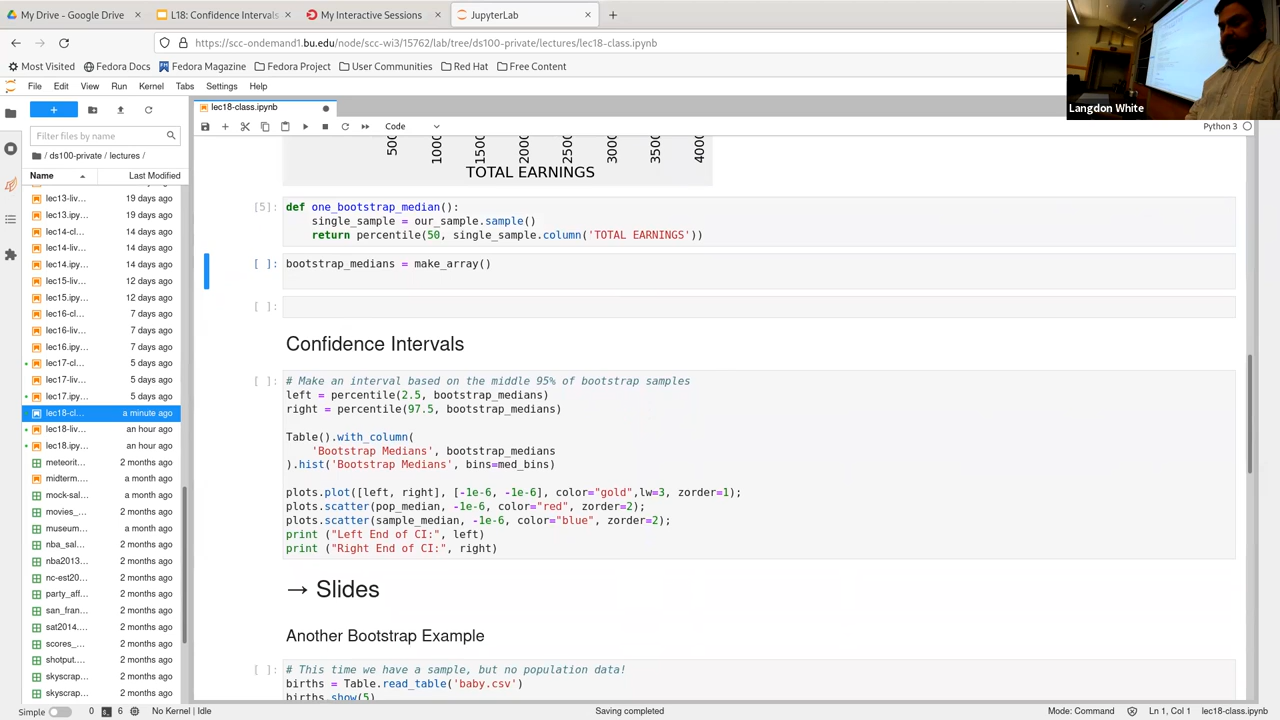 My Drive - Google Drive
L18: Confidence Intervals
My Interactive Sessions
JupyterLab
https://scc-ondemand1.bu.edu/node/scc-wi3/15762/lab/tree/ds100-private/lectures/lec18-class.ipynb
Most Visited Fedora Docs Fedora Magazine Fedora Project User Communities Red Hat Free Content
Langdon White
File Edit View Run Kernel Tabs Settings Help
lec18-class.ipynb
Code
Python 3
Filter files by name
/ ds100-private / lectures /
Name Last Modified
lec13-liv... 19 days ago
lec13.ipy... 19 days ago
lec14-cl... 14 days ago
lec14-liv... 14 days ago
lec14.ipy... 14 days ago
lec15-liv... 12 days ago
lec15.ipy... 12 days ago
lec16-cl... 7 days ago
lec16-liv... 7 days ago
lec16.ipy... 7 days ago
lec17-cl... 5 days ago
lec17-liv... 5 days ago
lec17.ipy... 5 days ago
lec18-cl... a minute ago
lec18-liv... an hour ago
lec18.ipy... an hour ago
meteorit... 2 months ago
midterm.... a month ago
mock-sal... a month ago
movies_... 2 months ago
museum... a month ago
nba_sal... 2 months ago
nba2013... 2 months ago
nc-est20... 2 months ago
party_aff... 2 months ago
san_fran... 2 months ago
sat2014.... 2 months ago
scores_... 2 months ago
shotput.... 2 months ago
skyscrap... 2 months ago
skyscrap... 2 months ago
TOTAL EARNINGS
[5]: def one_bootstrap_median():
single_sample = our_sample.sample()
return percentile(50, single_sample.column('TOTAL EARNINGS'))
[ ]: bootstrap_medians = make_array()
[ ]:
Confidence Intervals
[ ]: # Make an interval based on the middle 95% of bootstrap samples
left = percentile(2.5, bootstrap_medians)
right = percentile(97.5, bootstrap_medians)
Table().with_column(
'Bootstrap Medians', bootstrap_medians
).hist('Bootstrap Medians', bins=med_bins)
plots.plot([left, right], [-1e-6, -1e-6], color="gold",lw=3, zorder=1);
plots.scatter(pop_median, -1e-6, color="red", zorder=2);
plots.scatter(sample_median, -1e-6, color="blue", zorder=2);
print ("Left End of CI:", left)
print ("Right End of CI:", right)
→ Slides
Another Bootstrap Example
[ ]: # This time we have a sample, but no population data!
births = Table.read_table('baby.csv')
births.show(5)
Simple 0 6 No Kernel | Idle Saving completed Mode: Command Ln 1, Col 1 lec18-class.ipynb